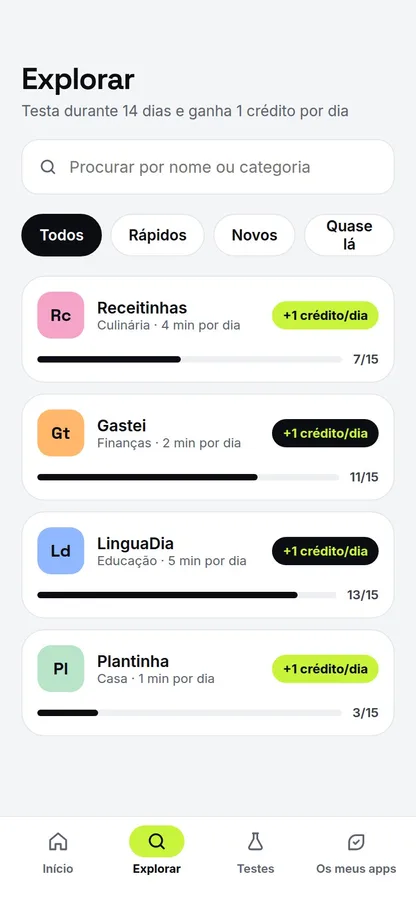 Explorar
Testa durante 14 dias e ganha 1 crédito por dia
Procurar por nome ou categoria
Todos
Rápidos
Novos
Quase
lá
Rc
Receitinhas
Culinária · 4 min por dia
+1 crédito/dia
7/15
Gt
Gastei
Finanças · 2 min por dia
+1 crédito/dia
11/15
Ld
LinguaDia
Educação · 5 min por dia
+1 crédito/dia
13/15
Pl
Plantinha
Casa · 1 min por dia
+1 crédito/dia
3/15
Início
Explorar
Testes
Os meus apps